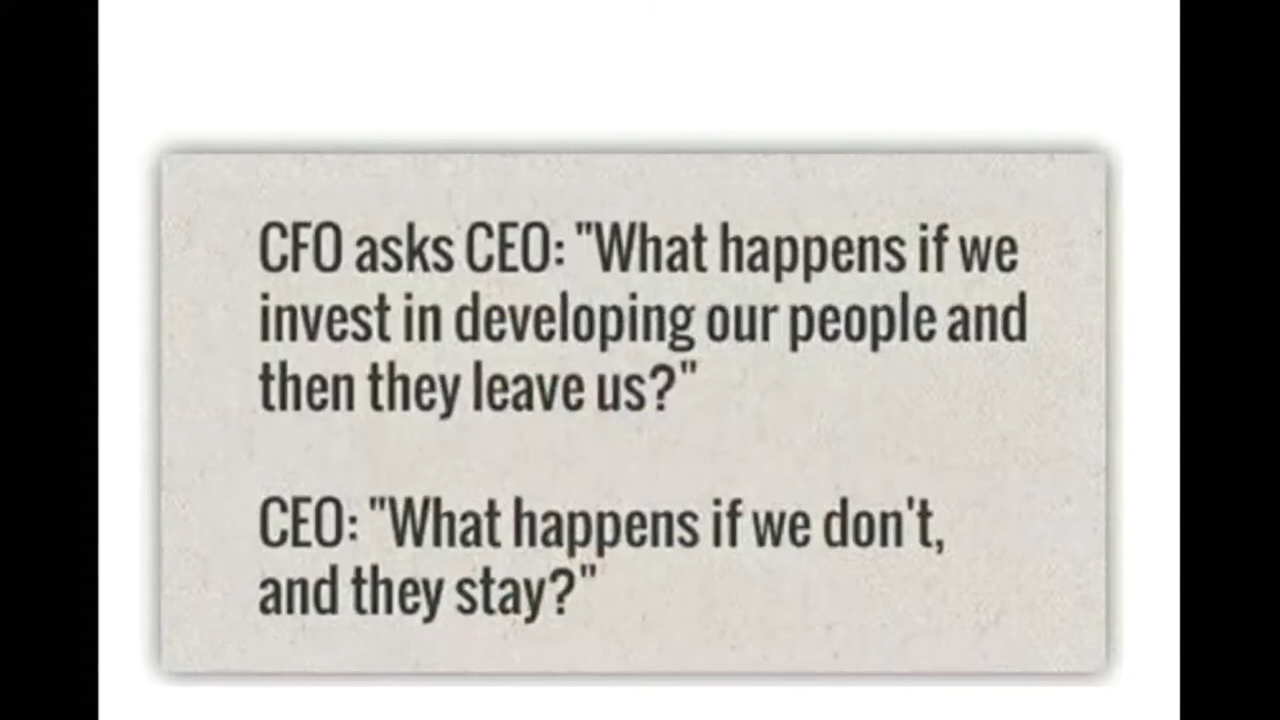 CFO asks CEO: "What happens if we
invest in developing our people and
then they leave us?"
CEO: "What happens if we don't,
and they stay?"